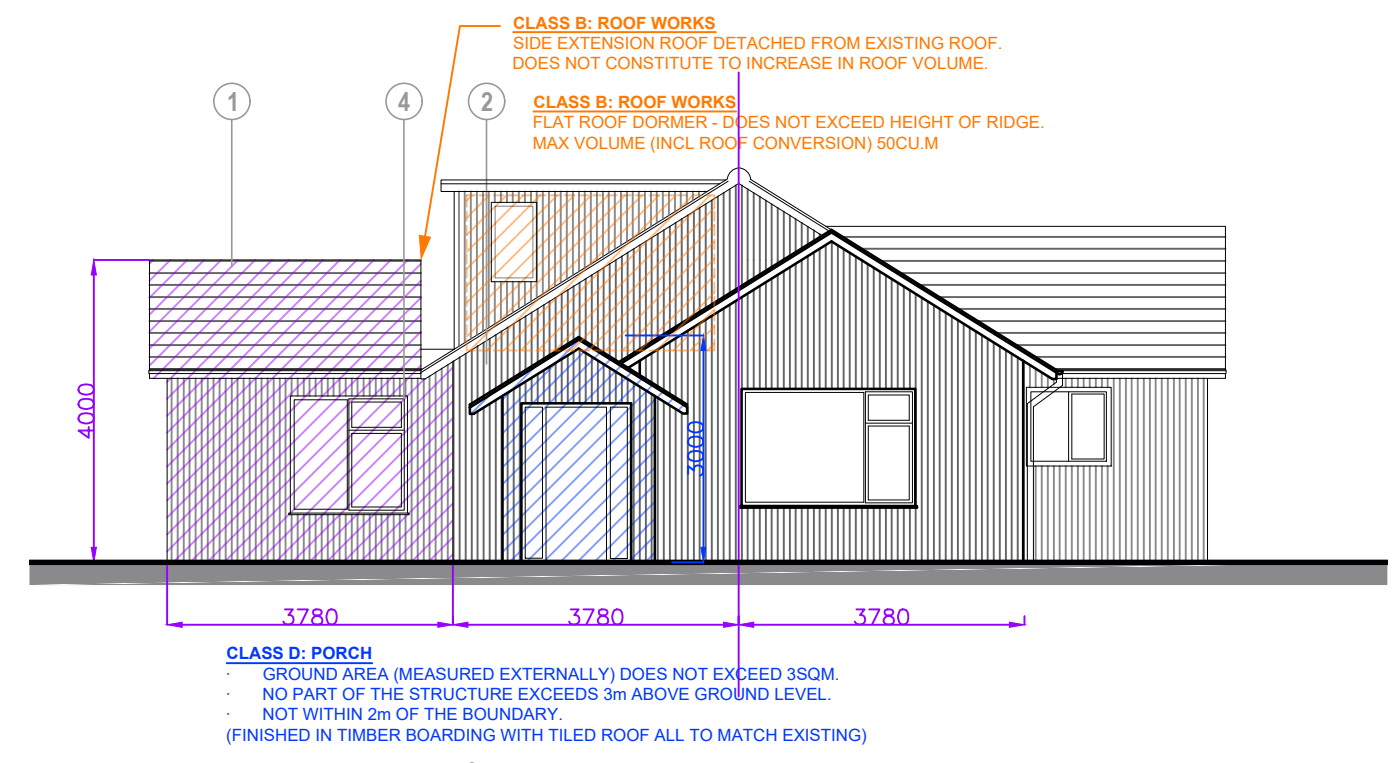 CLASS B: ROOF WORKS
SIDE EXTENSION ROOF DETACHED FROM EXISTING ROOF.
DOES NOT CONSTITUTE TO INCREASE IN ROOF VOLUME.
1
4
2
CLASS B: ROOF WORKS
FLAT ROOF DORMER - DOES NOT EXCEED HEIGHT OF RIDGE.
MAX VOLUME (INCL ROOF CONVERSION) 50CU.M
4000
3000
3780
3780
3780
CLASS D: PORCH
· GROUND AREA (MEASURED EXTERNALLY) DOES NOT EXCEED 3SQM.
· NO PART OF THE STRUCTURE EXCEEDS 3m ABOVE GROUND LEVEL.
· NOT WITHIN 2m OF THE BOUNDARY.
(FINISHED IN TIMBER BOARDING WITH TILED ROOF ALL TO MATCH EXISTING)